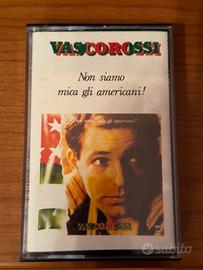 VASCOROSSI
Non siamo
mica gli americani!
non siamo mica gli americani!
VASCOROSSI
subito